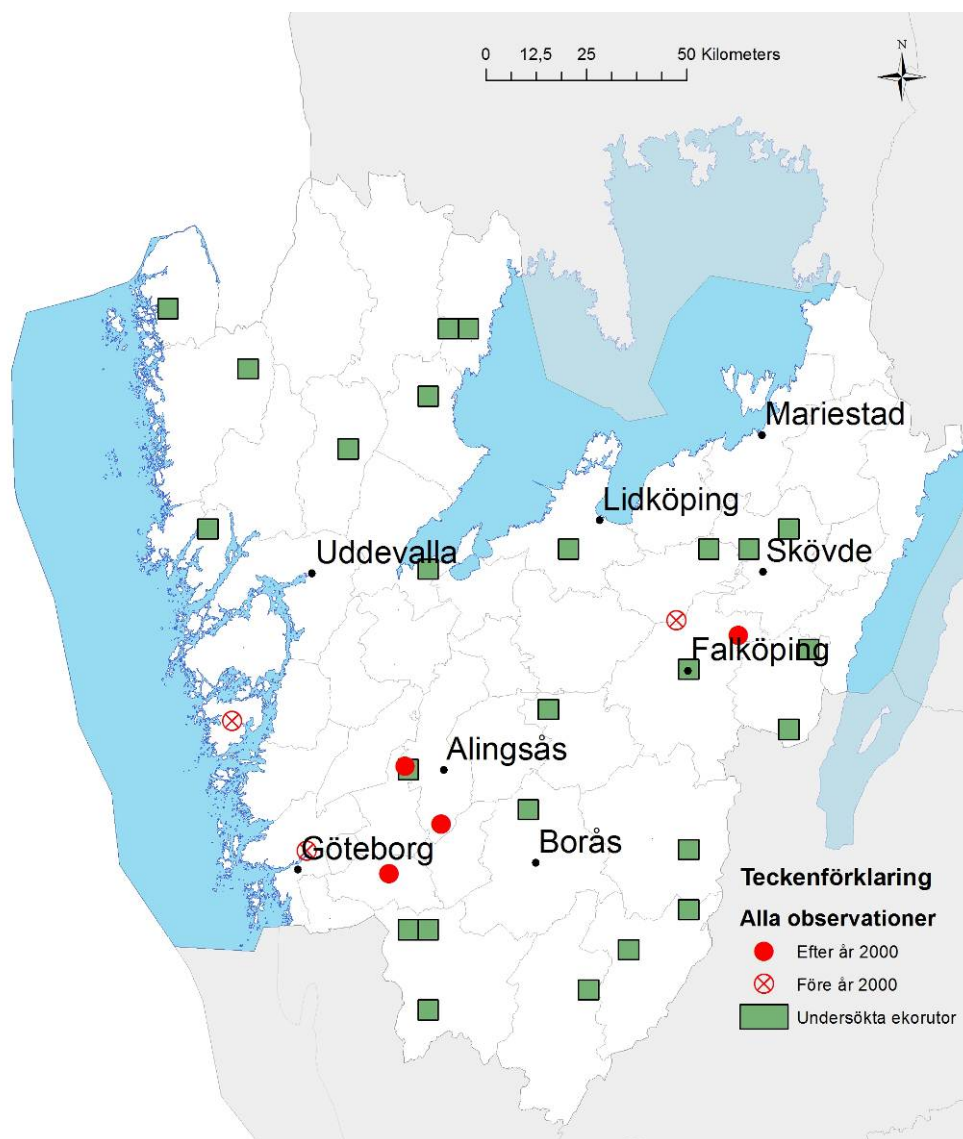 0 12,5 25 50 Kilometers
N
Mariestad
Lidköping
Skövde
Uddevalla
Falköping
Alingsås
Göteborg
Borås
Teckenförklaring
Alla observationer
Efter år 2000
Före år 2000
Undersökta ekorutor